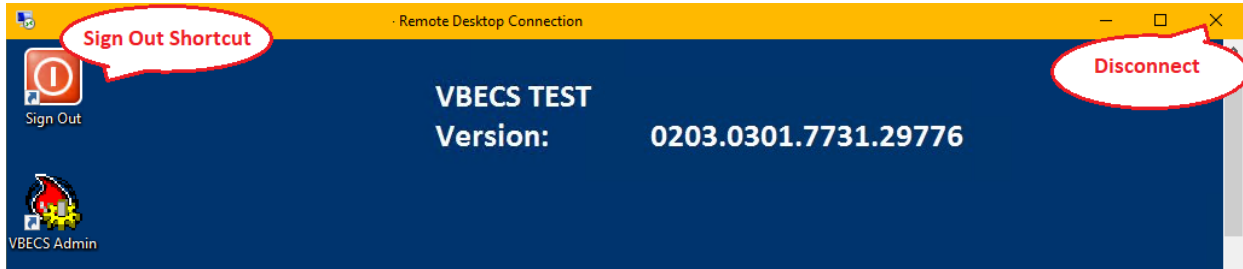 · Remote Desktop Connection
Sign Out Shortcut
Disconnect
Sign Out
VBECS TEST
Version: 0203.0301.7731.29776
VBECS Admin